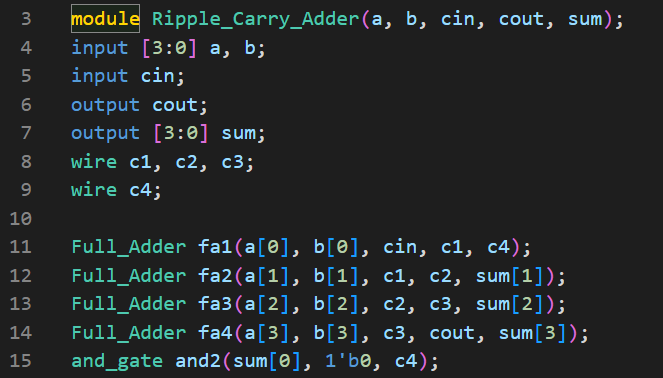 3 module Ripple_Carry_Adder(a, b, cin, cout, sum);
4 input [3:0] a, b;
5 input cin;
6 output cout;
7 output [3:0] sum;
8 wire c1, c2, c3;
9 wire c4;
10
11 Full_Adder fa1(a[0], b[0], cin, c1, c4);
12 Full_Adder fa2(a[1], b[1], c1, c2, sum[1]);
13 Full_Adder fa3(a[2], b[2], c2, c3, sum[2]);
14 Full_Adder fa4(a[3], b[3], c3, cout, sum[3]);
15 and_gate and2(sum[0], 1'b0, c4);